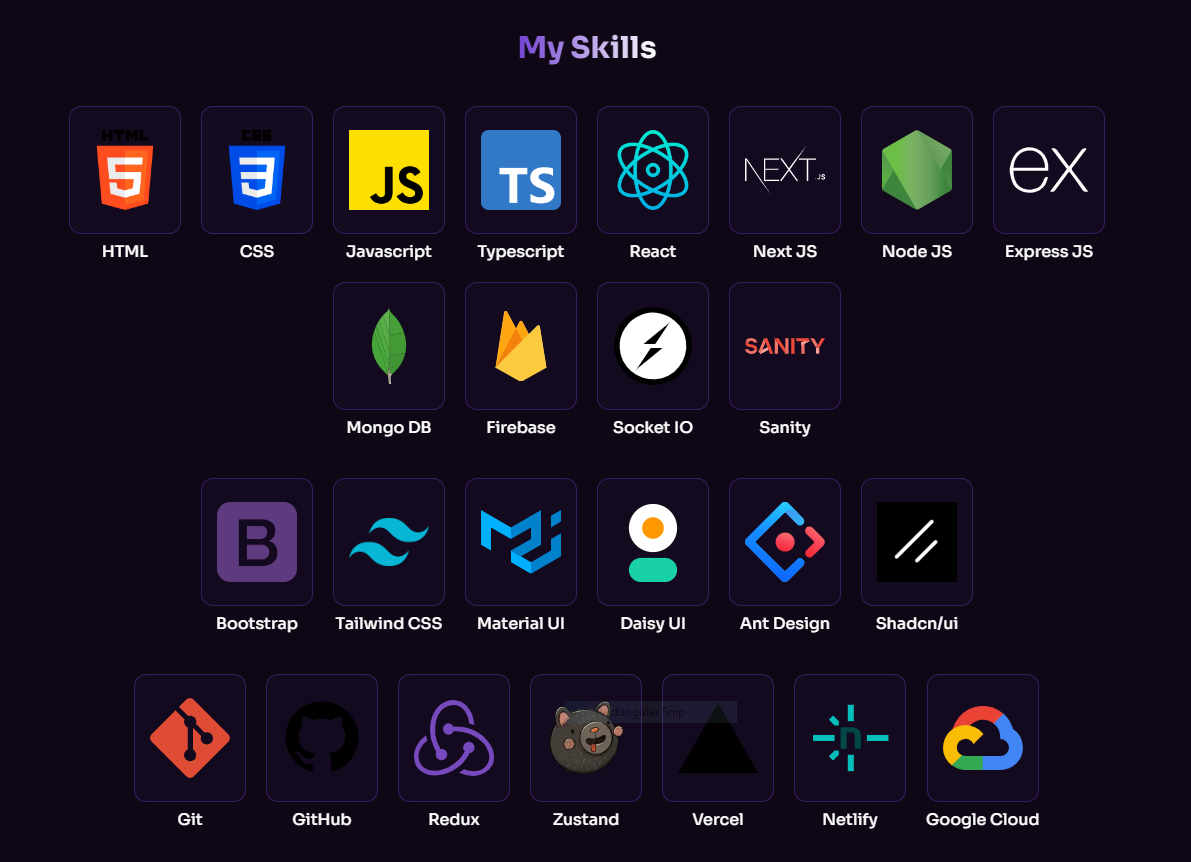 My Skills
HTML CSS
JS TS NEXT.JS ex
HTML CSS Javascript Typescript React Next JS Node JS Express JS
SANITY
Mongo DB Firebase Socket IO Sanity
B
Bootstrap Tailwind CSS Material UI Daisy UI Ant Design Shadcn/ui
Snip
n
Git GitHub Redux Zustand Vercel Netlify Google Cloud